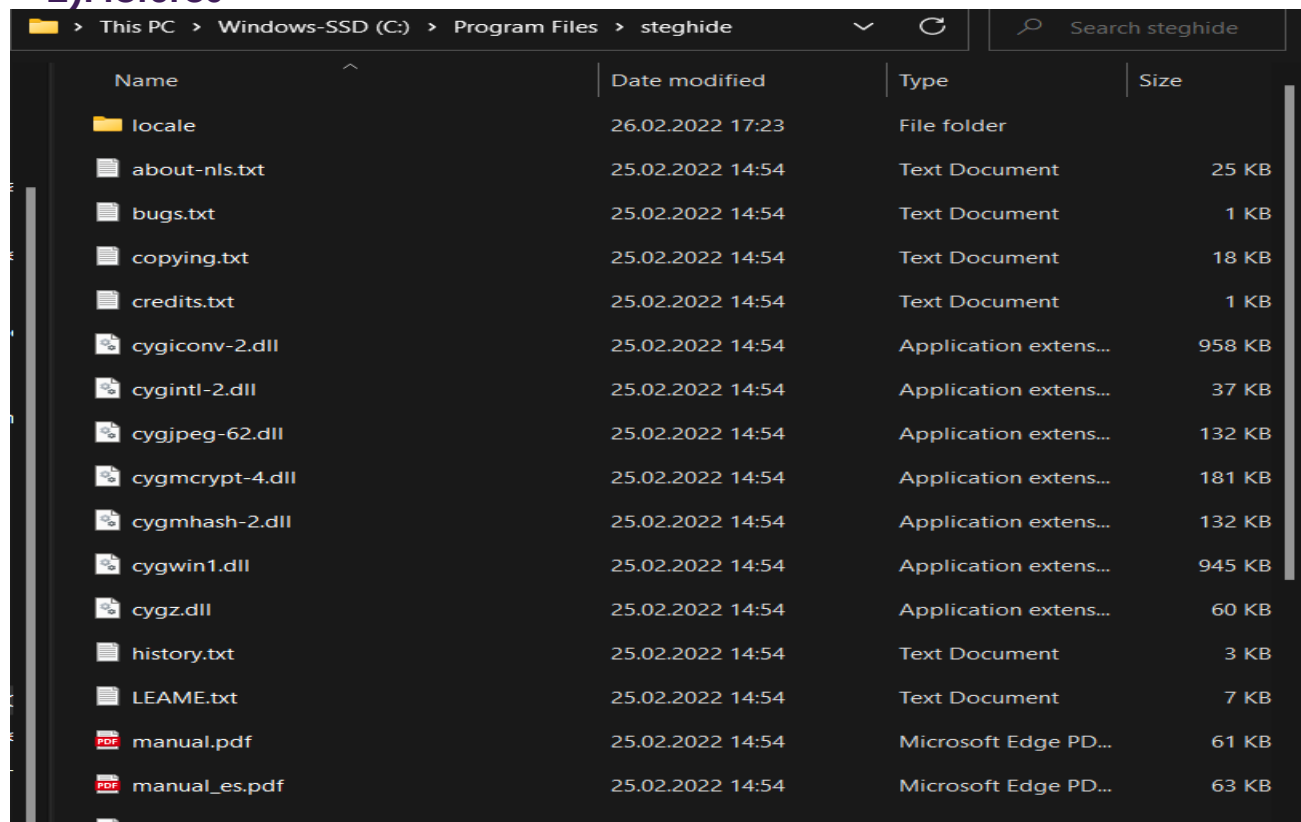 This PC > Windows-SSD (C:) > Program Files > steghide Search steghide
Name Date modified Type Size
locale 26.02.2022 17:23 File folder
about-nls.txt 25.02.2022 14:54 Text Document 25 KB
bugs.txt 25.02.2022 14:54 Text Document 1 KB
copying.txt 25.02.2022 14:54 Text Document 18 KB
credits.txt 25.02.2022 14:54 Text Document 1 KB
cygiconv-2.dll 25.02.2022 14:54 Application extens... 958 KB
cygintl-2.dll 25.02.2022 14:54 Application extens... 37 KB
cygjpeg-62.dll 25.02.2022 14:54 Application extens... 132 KB
cygmcrypt-4.dll 25.02.2022 14:54 Application extens... 181 KB
cygmhash-2.dll 25.02.2022 14:54 Application extens... 132 KB
cygwin1.dll 25.02.2022 14:54 Application extens... 945 KB
cygz.dll 25.02.2022 14:54 Application extens... 60 KB
history.txt 25.02.2022 14:54 Text Document 3 KB
LEAME.txt 25.02.2022 14:54 Text Document 7 KB
manual.pdf 25.02.2022 14:54 Microsoft Edge PD... 61 KB
manual_es.pdf 25.02.2022 14:54 Microsoft Edge PD... 63 KB